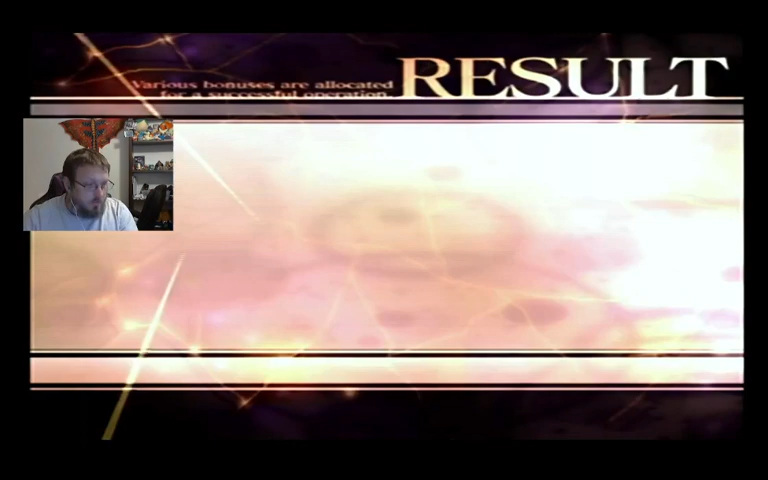 RESULT
Various bonuses are allocated
for a successful operation.